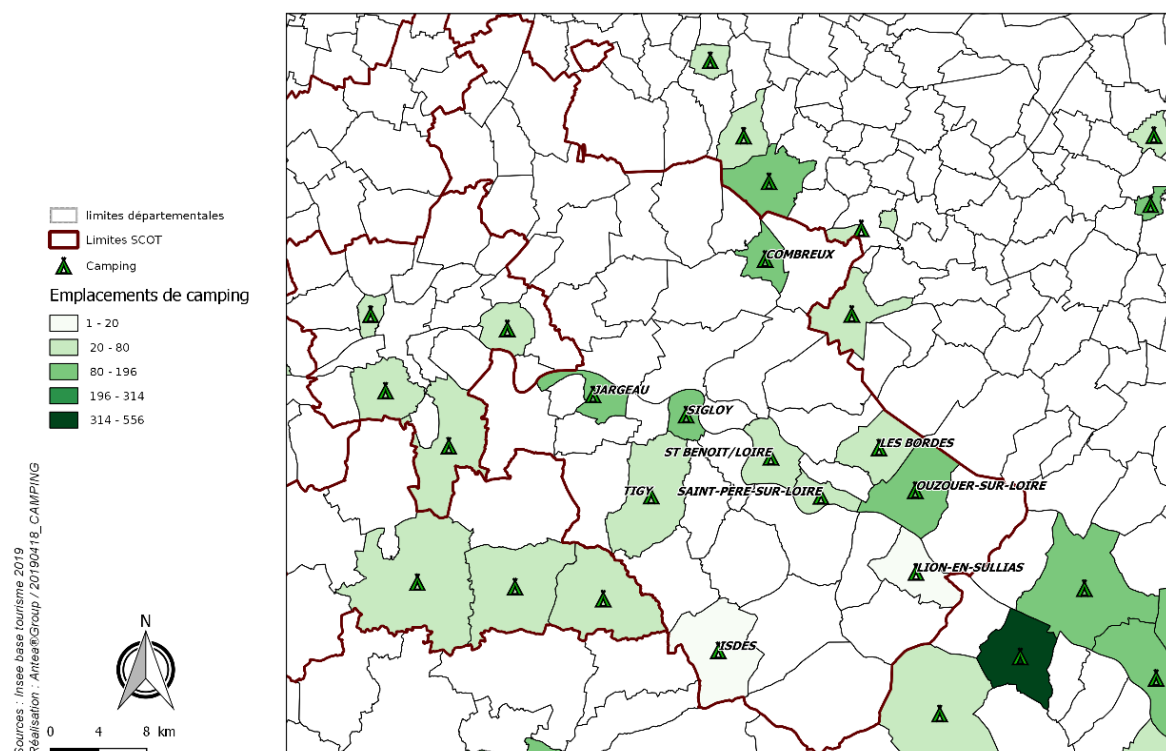 limites départementales
Limites SCOT
Camping
Emplacements de camping
1 - 20
20 - 80
80 - 196
196 - 314
314 - 556
Sources : Insee base tourisme 2019
Réalisation : Antea®Group / 20190418_CAMPING
N
0 4 8 km
COMBREUX
JARGEAU
SIGLOY
LES BORDES
ST BENOIT/LOIRE
TIGY
SAINT-PERE-SUR-LOIRE
OUZOUER-SUR-LOIRE
LION-EN-SULLIAS
ISDES